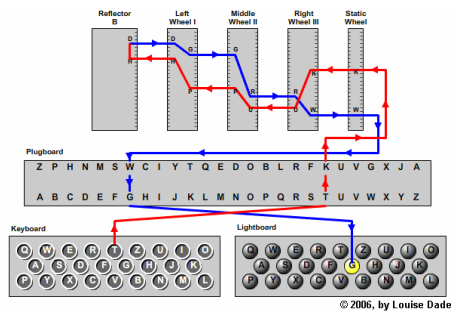 Reflector B
Left Wheel I
Middle Wheel II
Right Wheel III
Static Wheel
D D
G G
R R
W W
K K
H H
P P
U
Plugboard
Z P H N M S W C I Y T Q E D O B L R F K U V G X J A
A B C D E F G H I J K L M N O P Q R S T U V W X Y Z
Keyboard
Q W E R T Z U I O
A S D F G H J K
P Y X C V B N M L
Lightboard
Q W E R T Z U I O
A S D F G H J K
P Y X C V B N M L
© 2006, by Louise Dade